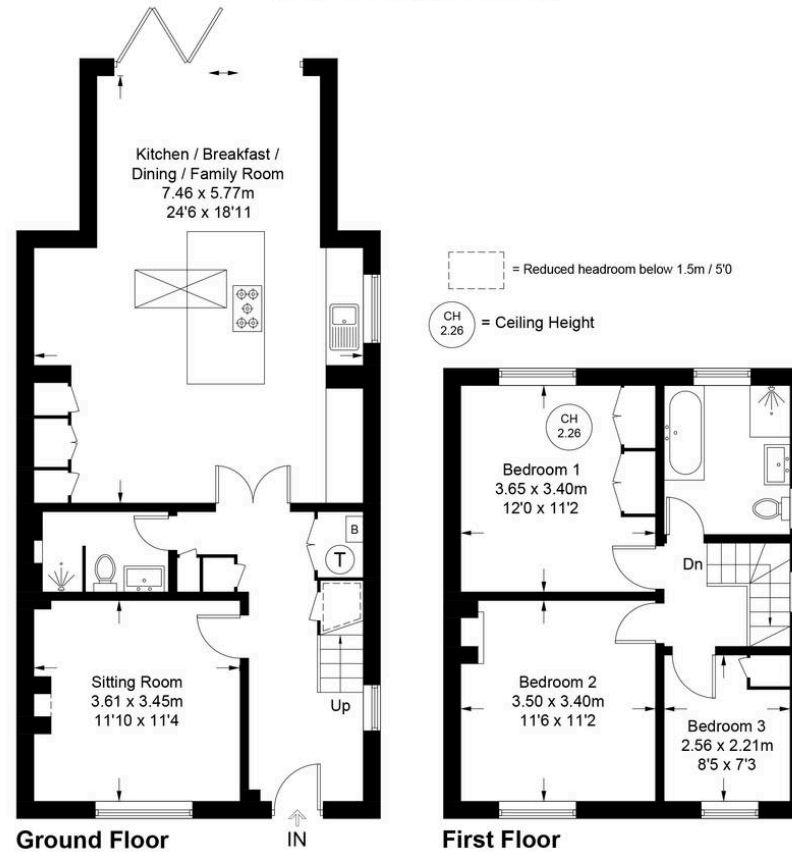 Kitchen / Breakfast /
Dining / Family Room
7.46 x 5.77m
24'6 x 18'11
= Reduced headroom below 1.5m / 5'0
CH
2.26
= Ceiling Height
B
T
Sitting Room
3.61 x 3.45m
11'10 x 11'4
Up
IN
Ground Floor
CH
2.26
Bedroom 1
3.65 x 3.40m
12'0 x 11'2
Dn
Bedroom 2
3.50 x 3.40m
11'6 x 11'2
Bedroom 3
2.56 x 2.21m
8'5 x 7'3
First Floor